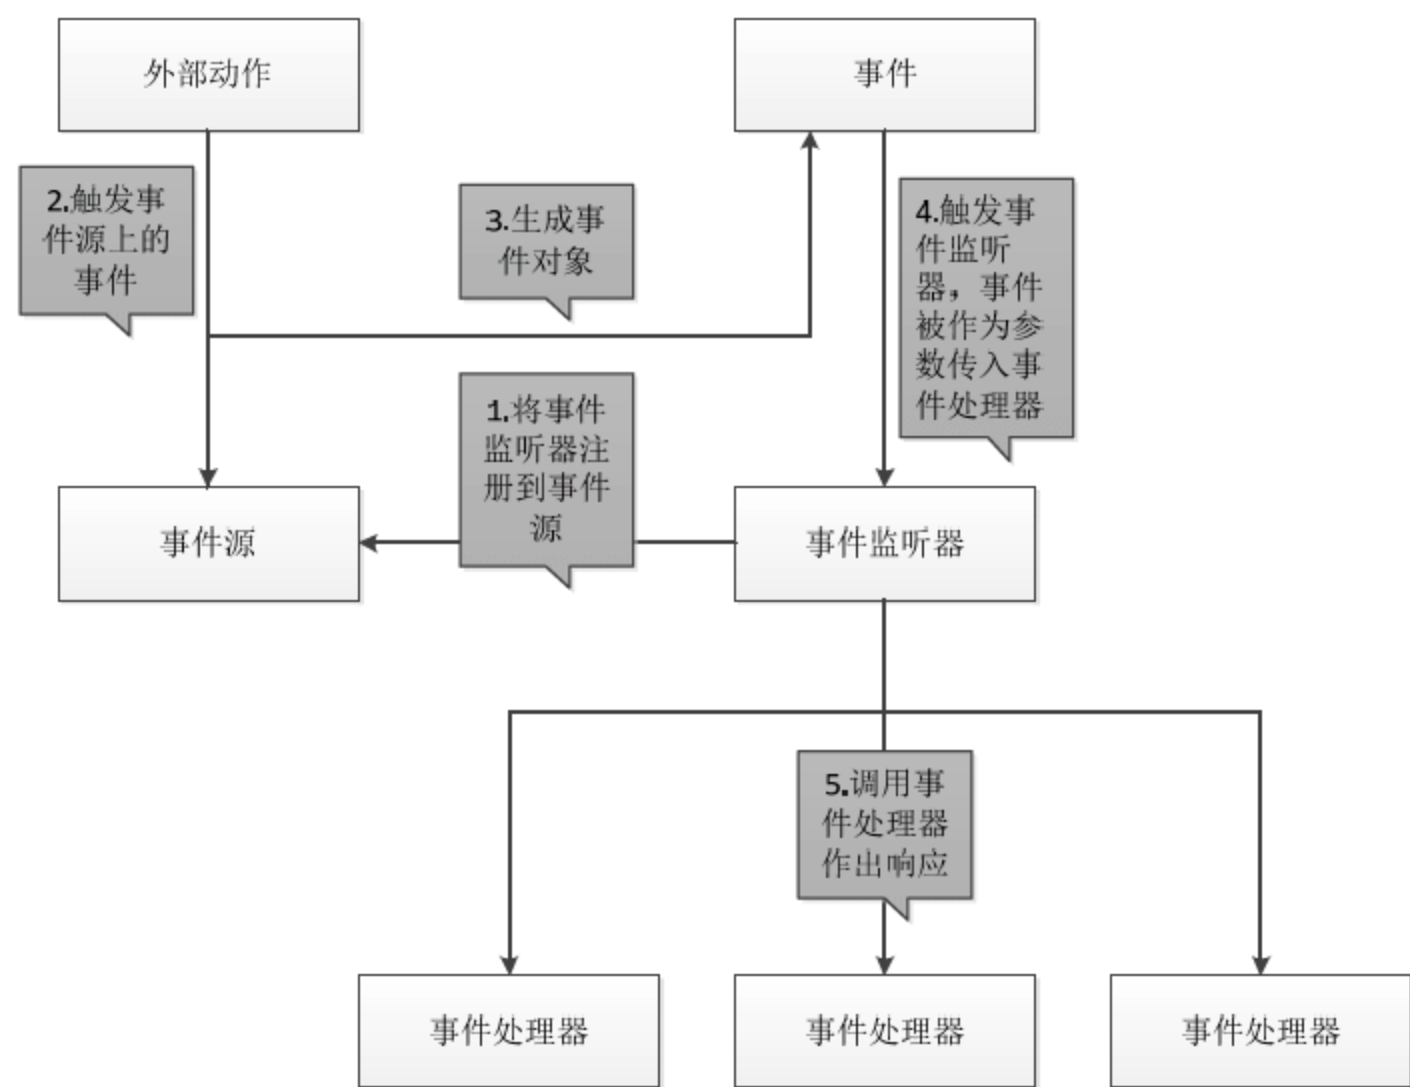 外部动作
事件
2.触发事
件源上的
事件
3.生成事
件对象
4.触发事
件监听
器，事件
被作为参
数传入事
件处理器
1.将事件
监听器注
册到事件
源
事件源
事件监听器
5.调用事
件处理器
作出响应
事件处理器
事件处理器
事件处理器